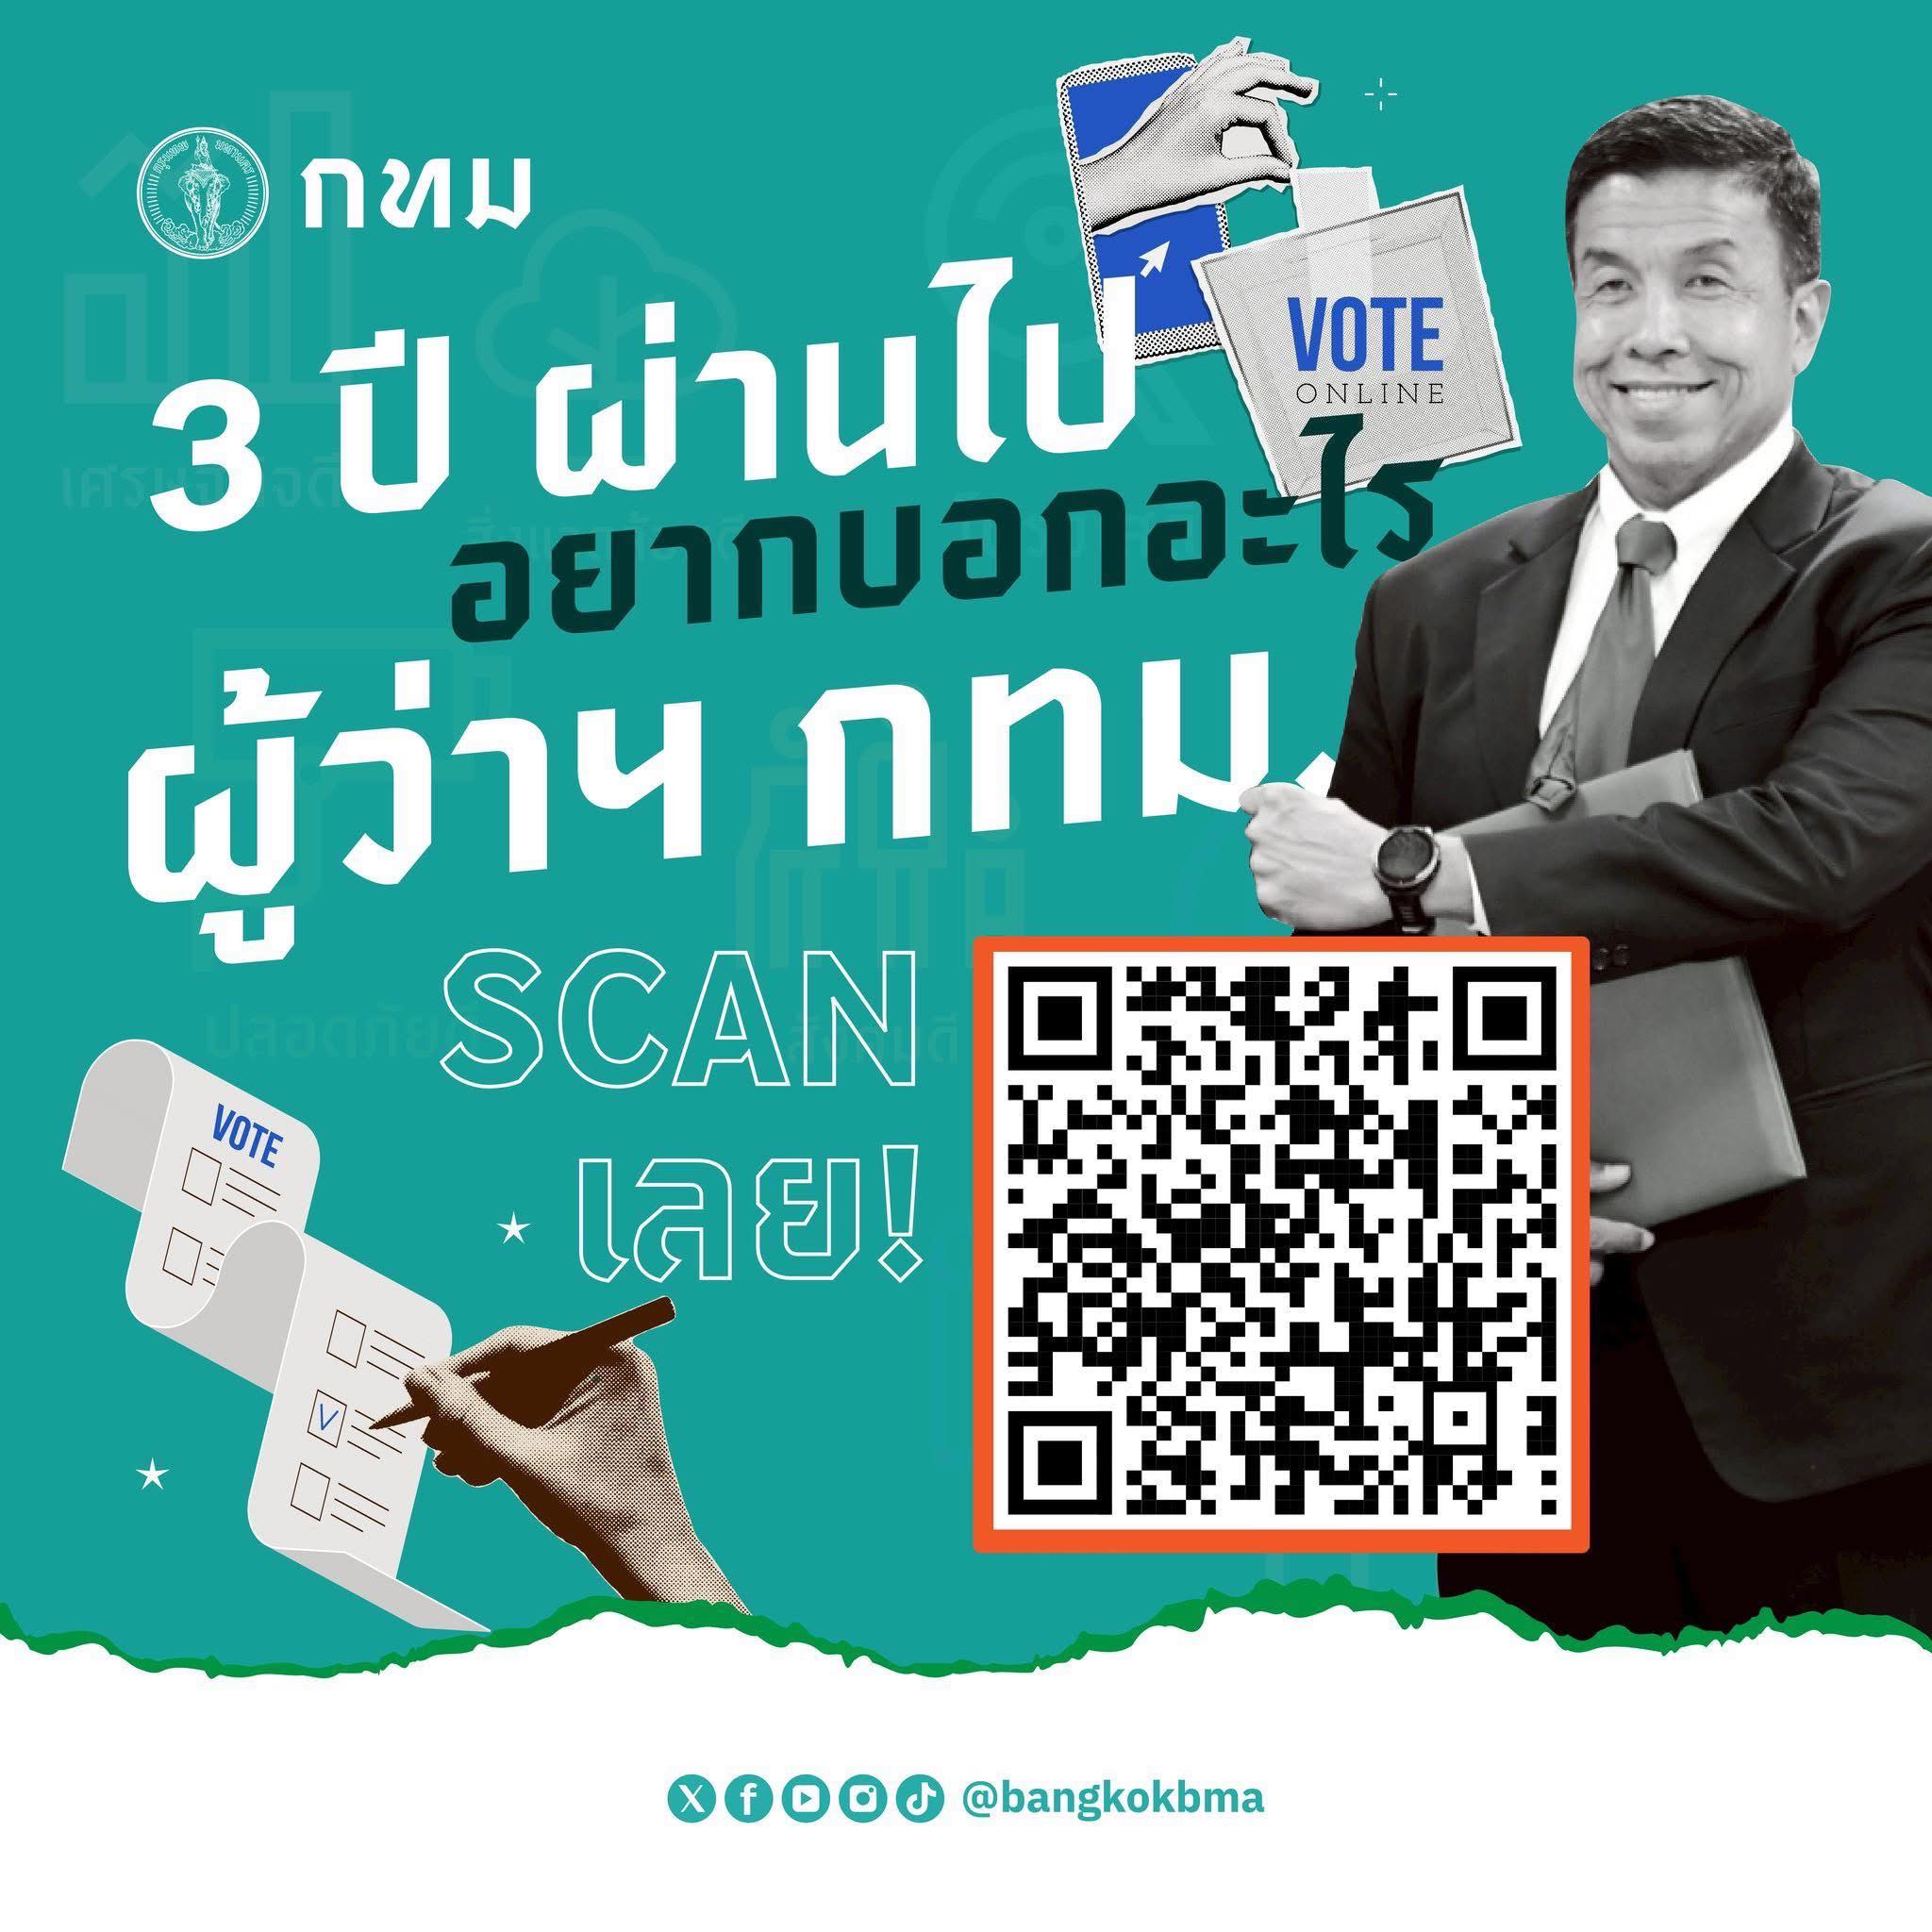 กทม
VOTE
ONLINE
3 ปี ผ่านไป
อยากบอกอะไร
ผู้ว่าฯ กทม.
SCAN
เลย!
VOTE
@bangkokbma